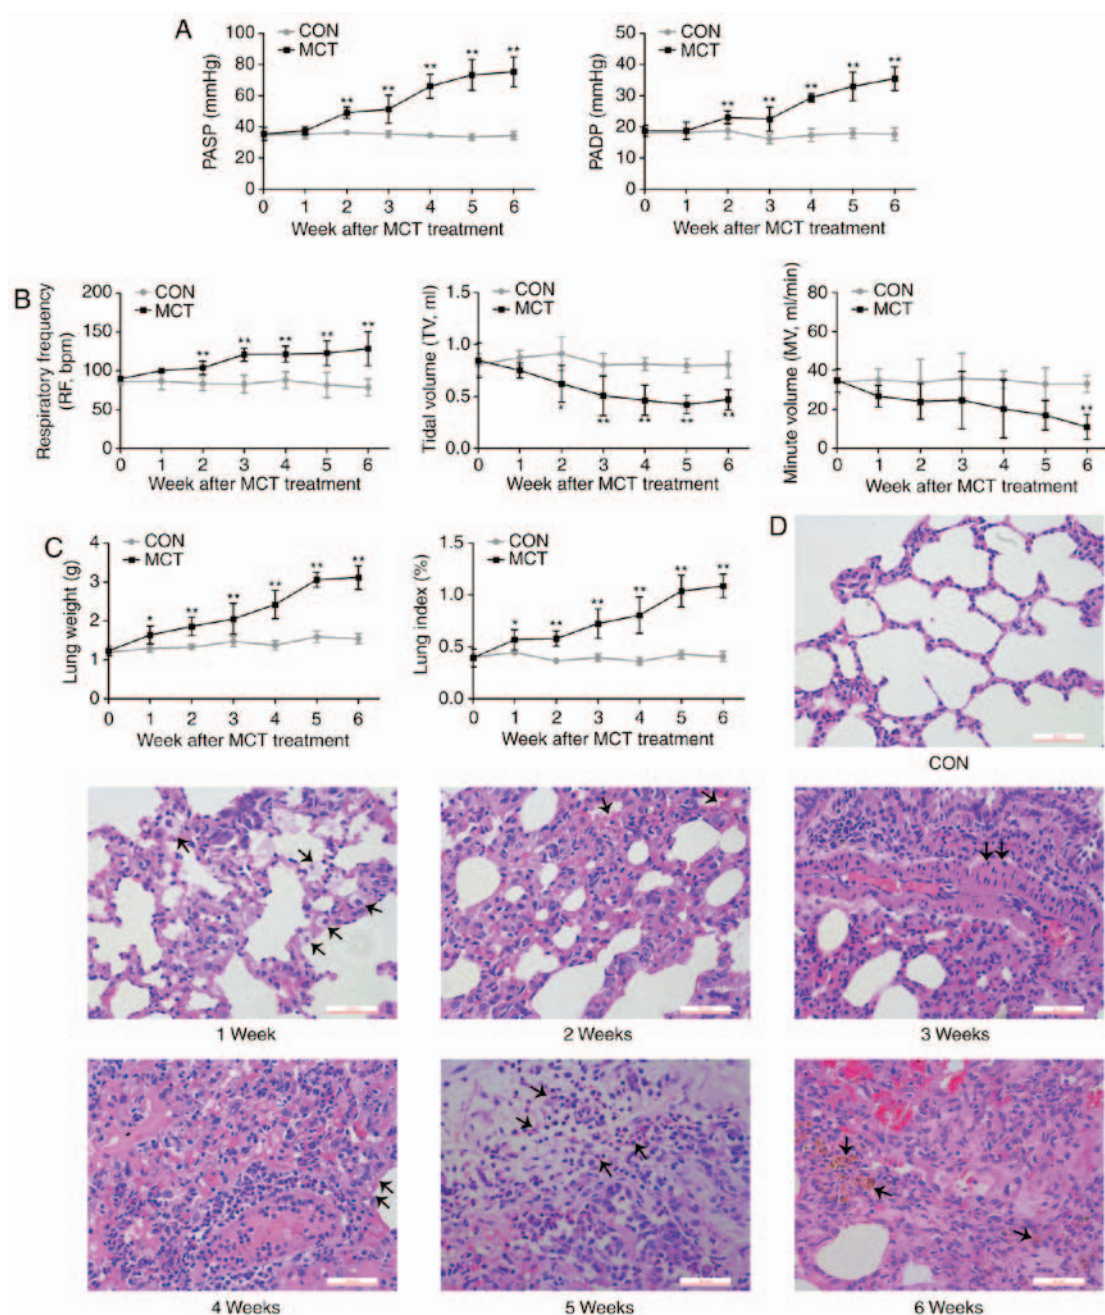 A
CON
MCT
PASP (mmHg)
100
80
60
40
20
0
** ** ** ** **
0 1 2 3 4 5 6
Week after MCT treatment
CON
MCT
PADP (mmHg)
50
40
30
20
10
0
** ** ** ** **
0 1 2 3 4 5 6
Week after MCT treatment
B
CON
MCT
Respiratory frequency
(RF, bpm)
200
150
100
50
0
** ** ** ** **
0 1 2 3 4 5 6
Week after MCT treatment
CON
MCT
Tidal volume (TV, ml)
1.5
1.0
0.5
0.0
* ** ** ** **
0 1 2 3 4 5 6
Week after MCT treatment
CON
MCT
Minute volume (MV, ml/min)
80
60
40
20
0
**
0 1 2 3 4 5 6
Week after MCT treatment
C
CON
MCT
Lung weight (g)
4
3
2
1
0
* ** ** ** ** **
0 1 2 3 4 5 6
Week after MCT treatment
CON
MCT
Lung index (%)
1.5
1.0
0.5
0.0
* ** ** ** ** **
0 1 2 3 4 5 6
Week after MCT treatment
D
CON
1 Week
2 Weeks
3 Weeks
4 Weeks
5 Weeks
6 Weeks